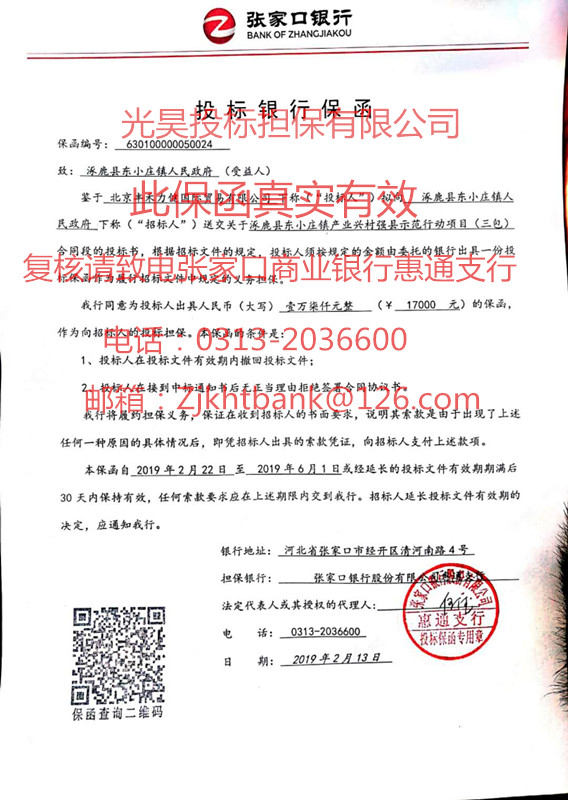 张家口银行
BANK OF ZHANGJIAKOU
投标银行保函
光昊投标担保有限公司
保函编号: 630100000050024
致: 涿鹿县东小庄镇人民政府 (受益人)
此保函真实有效
鉴于 北京丰禾力健国际贸易有限公司 下称（“投标人”）拟向 涿鹿县东小庄镇人
民政府 下称（“招标人”）送交关于涿鹿县东小庄镇产业兴村强县示范行动项目（三包）
合同段的投标书，根据招标文件的规定，投标人须按规定的金额由委托的银行出具一份投
复核请致电张家口商业银行惠通支行
标保函作为履行招标文件中规定的义务担保。
我行同意为投标人出具人民币（大写） 壹万柒仟元整 （￥ 17000 元）的保函，
作为向招标人的投标担保。本保函的条件是：
电话：0313-2036600
1、投标人在投标文件有效期内撤回投标文件；
2、投标人在接到中标通知书后无正当理由拒绝签署合同协议书。
邮箱：Zjkhtbank@126.com
我行将履约担保义务，保证在收到招标人的书面要求，说明其索款是由于出现了上述
任何一种原因的具体情况后，即凭招标人出具的索款凭证，向招标人支付上述款项。
本保函自 2019年2月22日 至 2019年6月1日或经延长的投标文件有效期期满后
30天内保持有效，任何索款要求应在上述期限内交到我行。招标人延长投标文件有效期的
决定，应通知我行。
银行地址: 河北省张家口市经开区清河南路4号
担保银行: 张家口银行股份有限公司惠通支行
法定代表人或其授权的代理人:
惠通支行
投标保函专用章
电 话: 0313-2036600
日 期: 2019年2月13日
保函查询二维码